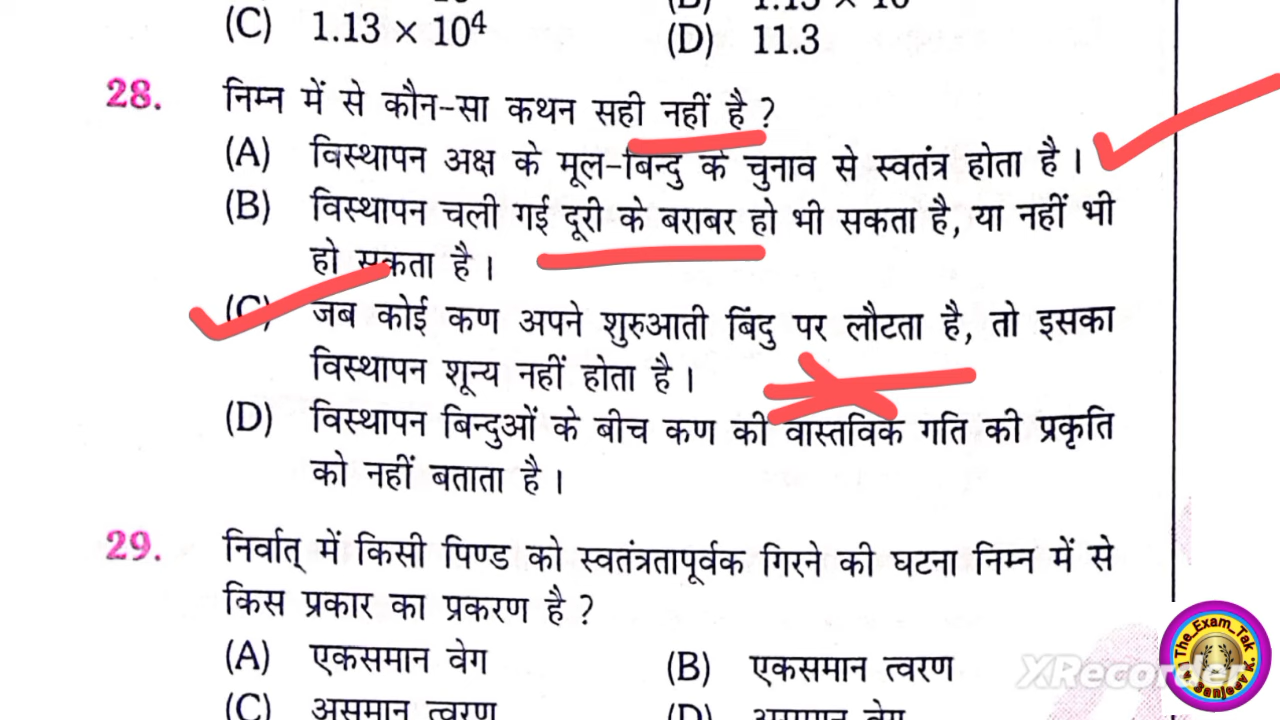 (C) 1.13 × 10⁴
(D) 11.3
28. निम्न में से कौन-सा कथन सही नहीं है ?
(A) विस्थापन अक्ष के मूल-बिन्दु के चुनाव से स्वतंत्र होता है ।
(B) विस्थापन चली गई दूरी के बराबर हो भी सकता है, या नहीं भी
हो सकता है ।
(C) जब कोई कण अपने शुरुआती बिंदु पर लौटता है, तो इसका
विस्थापन शून्य नहीं होता है ।
(D) विस्थापन बिन्दुओं के बीच कण की वास्तविक गति की प्रकृति
को नहीं बताता है ।
29. निर्वात् में किसी पिण्ड को स्वतंत्रतापूर्वक गिरने की घटना निम्न में से
किस प्रकार का प्रकरण है ?
(A) एकसमान वेग
(B) एकसमान त्वरण
(C) असमान त्वरण
The_Exam_Tak
Sanjeev K.
XRecorder